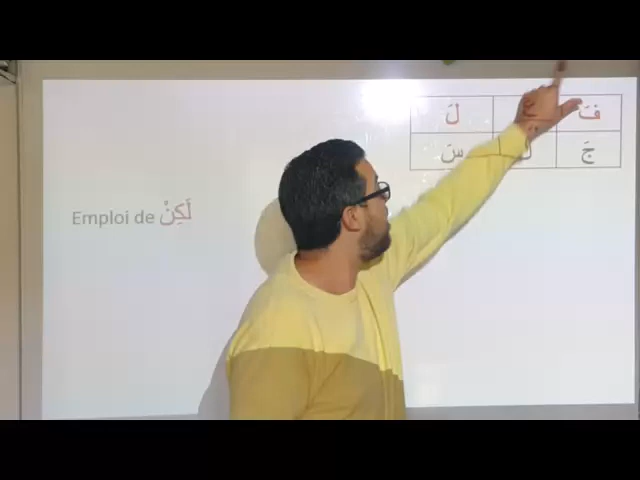 فَ لَ
جَ لَ سَ
Emploi de لَكِنْ